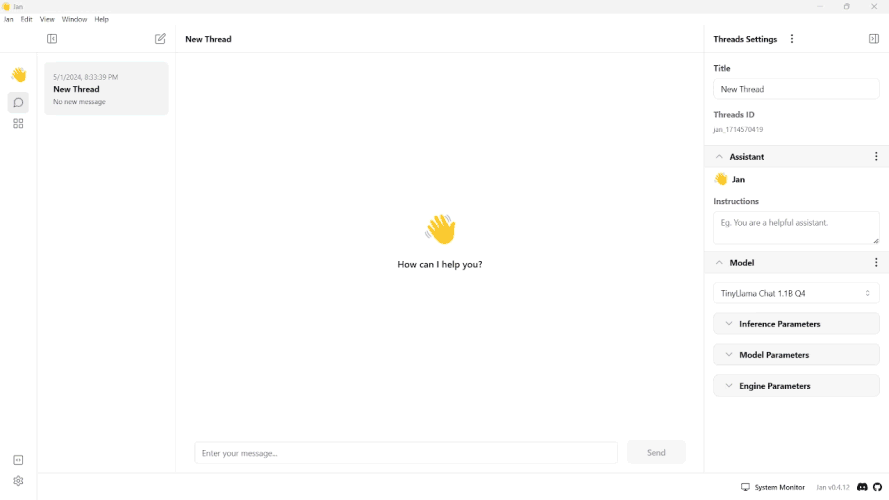 Jan
Jan Edit View Window Help
New Thread
Threads Settings
5/1/2024, 8:33:39 PM
New Thread
No new message
Title
New Thread
Threads ID
jan_1714570419
Assistant
Jan
Instructions
Eg. You are a helpful assistant.
How can I help you?
Model
TinyLlama Chat 1.1B Q4
Inference Parameters
Model Parameters
Engine Parameters
Enter your message...
Send
System Monitor
Jan v0.4.12